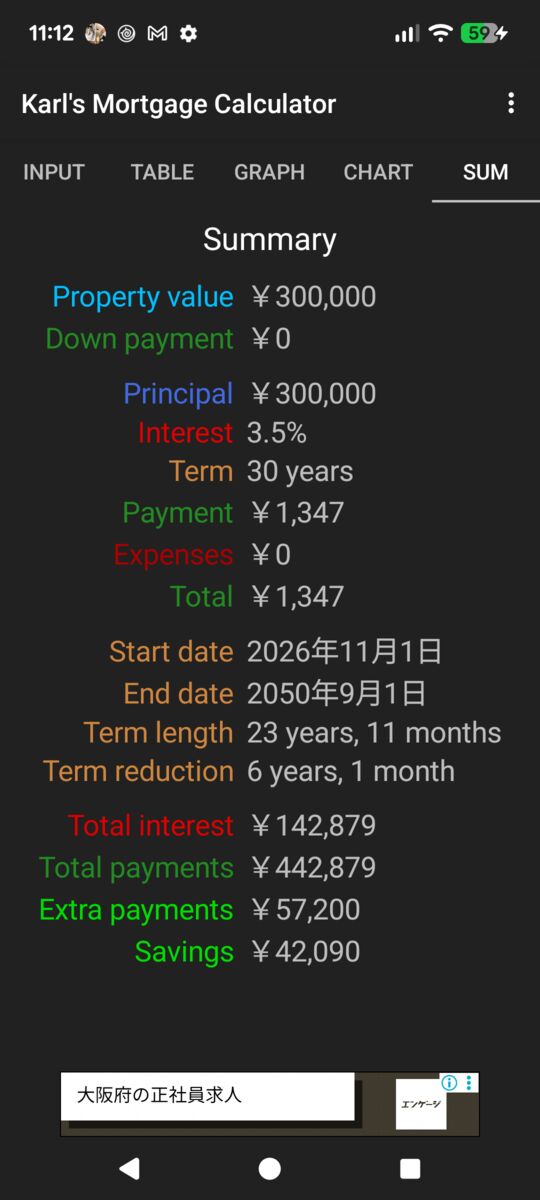 11:12
59
Karl's Mortgage Calculator
INPUT TABLE GRAPH CHART SUM
Summary
Property value ￥300,000
Down payment ￥0
Principal ￥300,000
Interest 3.5%
Term 30 years
Payment ￥1,347
Expenses ￥0
Total ￥1,347
Start date 2026年11月1日
End date 2050年9月1日
Term length 23 years, 11 months
Term reduction 6 years, 1 month
Total interest ￥142,879
Total payments ￥442,879
Extra payments ￥57,200
Savings ￥42,090
大阪府の正社員求人
エンゲージ